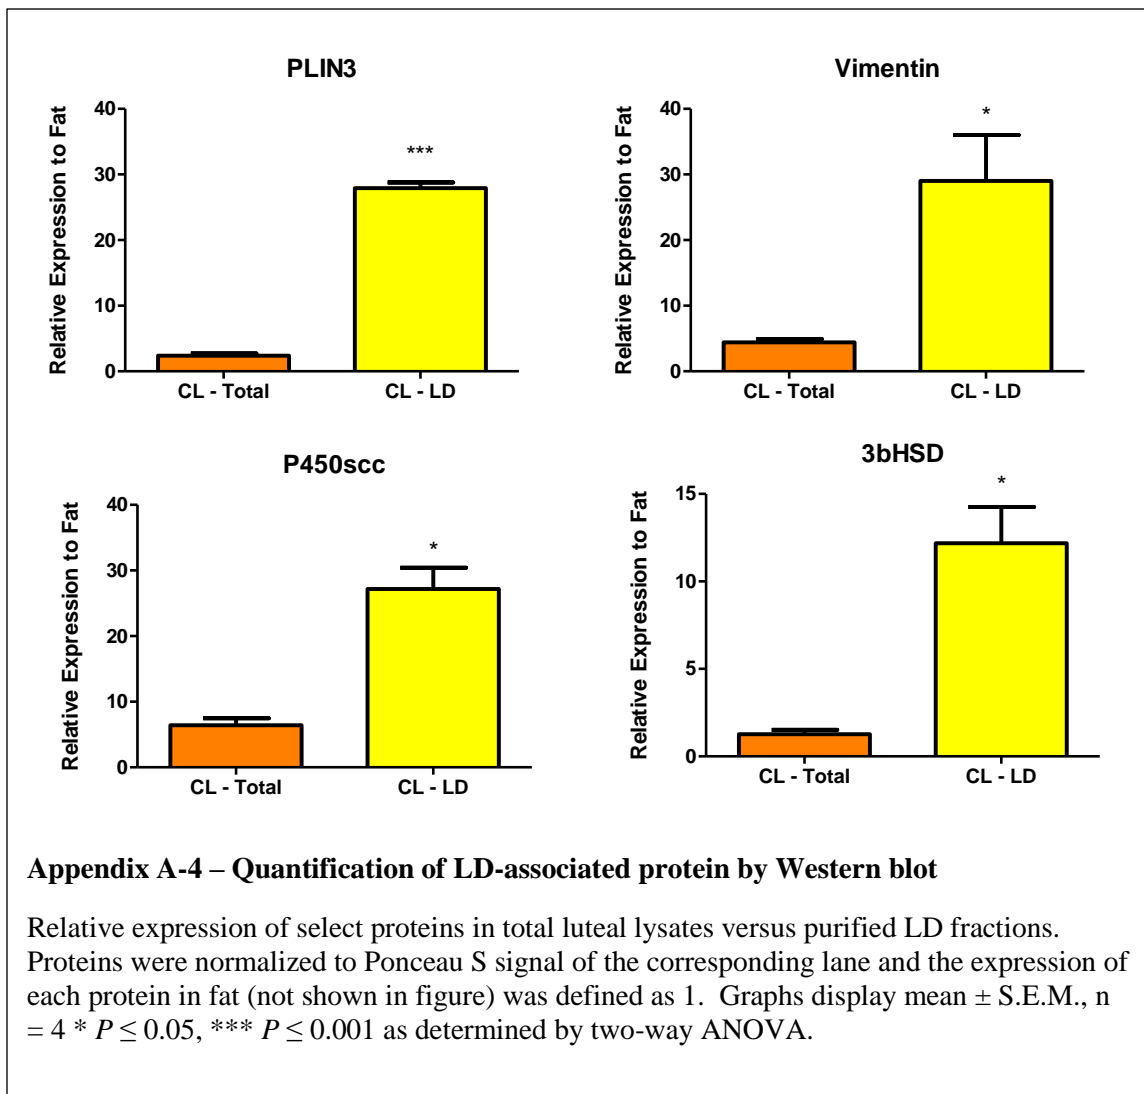 PLIN3
Relative Expression to Fat
40
30
20
10
0
***
CL - Total
CL - LD
Vimentin
Relative Expression to Fat
40
30
20
10
0
*
CL - Total
CL - LD
P450scc
Relative Expression to Fat
40
30
20
10
0
*
CL - Total
CL - LD
3bHSD
Relative Expression to Fat
15
10
5
0
*
CL - Total
CL - LD
Appendix A-4 – Quantification of LD-associated protein by Western blot
Relative expression of select proteins in total luteal lysates versus purified LD fractions.
Proteins were normalized to Ponceau S signal of the corresponding lane and the expression of
each protein in fat (not shown in figure) was defined as 1.  Graphs display mean ± S.E.M., n
= 4 * P ≤ 0.05, *** P ≤ 0.001 as determined by two-way ANOVA.